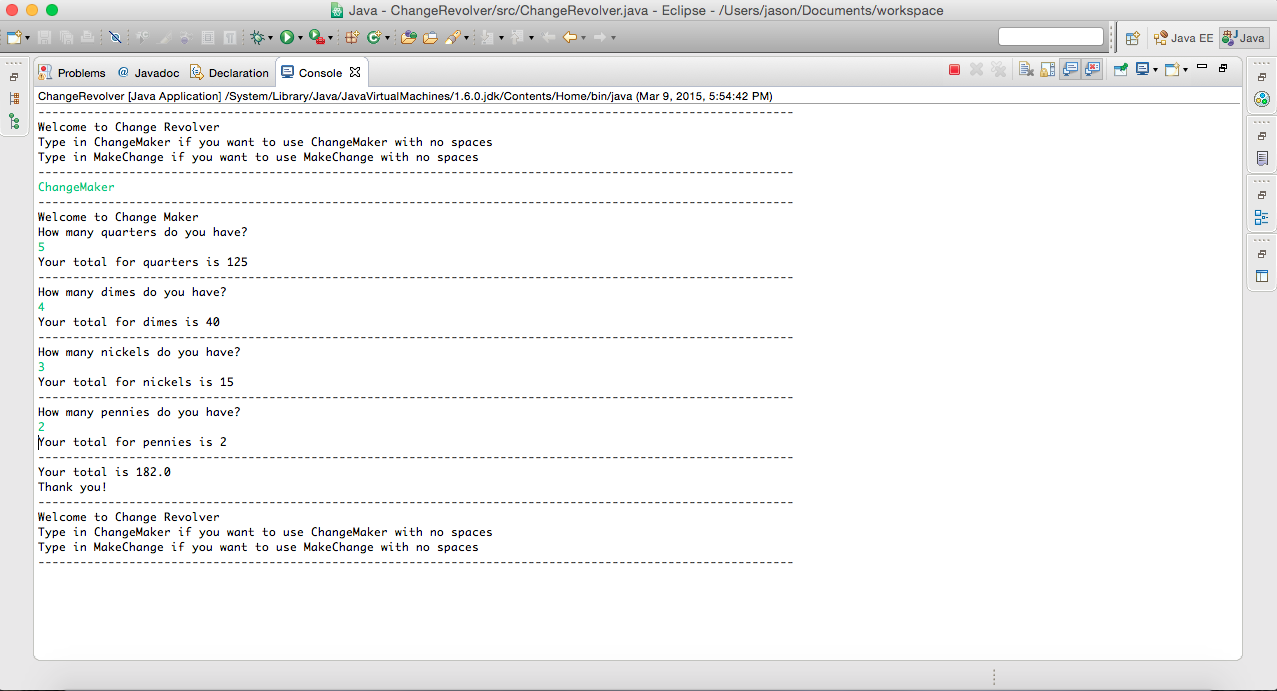 Java - ChangeRevolver/src/ChangeRevolver.java - Eclipse - /Users/jason/Documents/workspace
Java EE
Java
Problems
@ Javadoc
Declaration
Console
ChangeRevolver [Java Application] /System/Library/Java/JavaVirtualMachines/1.6.0.jdk/Contents/Home/bin/java (Mar 9, 2015, 5:54:42 PM)
------------------------------------------------------------------------------------------------------------
Welcome to Change Revolver
Type in ChangeMaker if you want to use ChangeMaker with no spaces
Type in MakeChange if you want to use MakeChange with no spaces
------------------------------------------------------------------------------------------------------------
ChangeMaker
------------------------------------------------------------------------------------------------------------
Welcome to Change Maker
How many quarters do you have?
5
Your total for quarters is 125
------------------------------------------------------------------------------------------------------------
How many dimes do you have?
4
Your total for dimes is 40
------------------------------------------------------------------------------------------------------------
How many nickels do you have?
3
Your total for nickels is 15
------------------------------------------------------------------------------------------------------------
How many pennies do you have?
2
Your total for pennies is 2
------------------------------------------------------------------------------------------------------------
Your total is 182.0
Thank you!
------------------------------------------------------------------------------------------------------------
Welcome to Change Revolver
Type in ChangeMaker if you want to use ChangeMaker with no spaces
Type in MakeChange if you want to use MakeChange with no spaces
------------------------------------------------------------------------------------------------------------